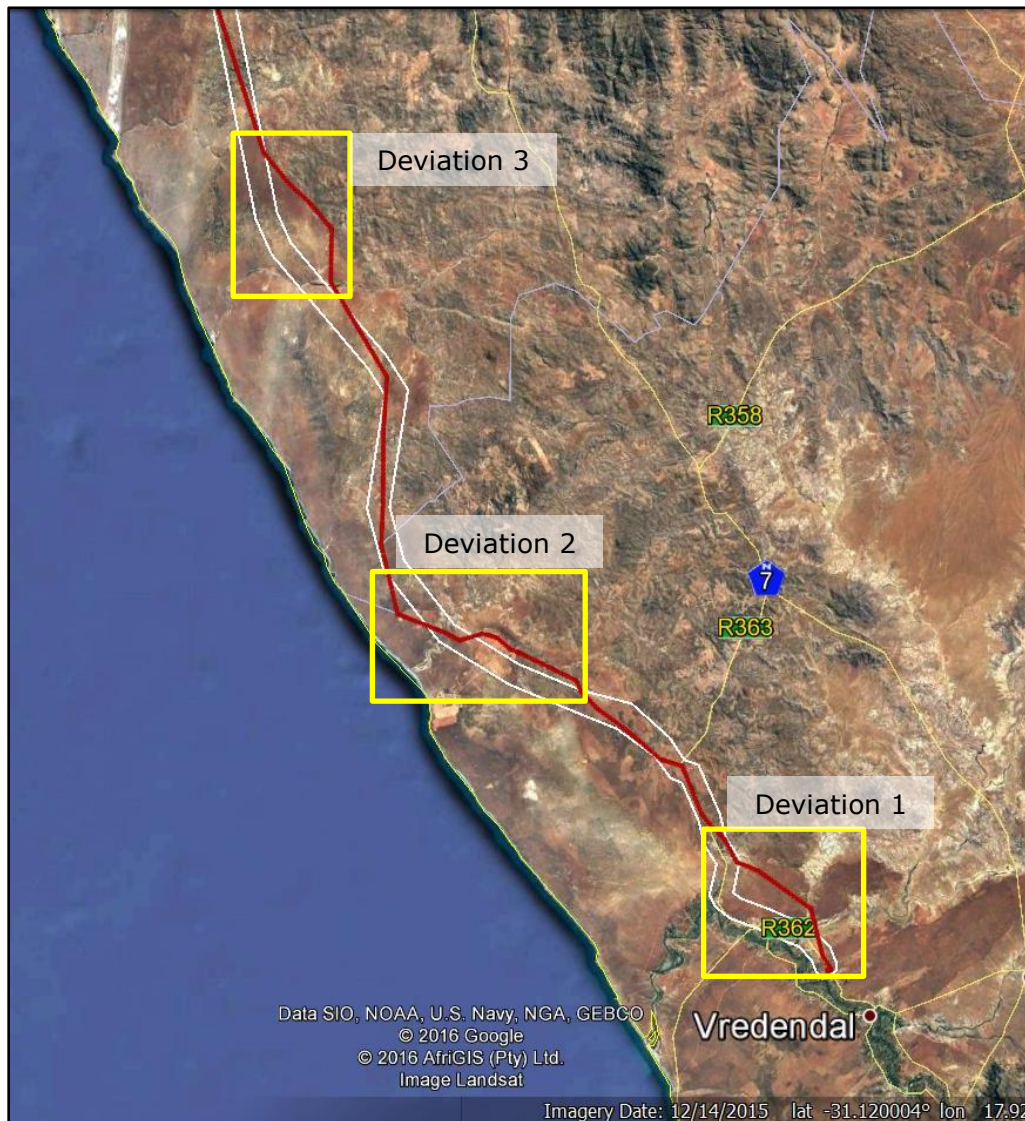 Deviation 3
R358
Deviation 2
N
7
R363
Deviation 1
R362
Vredendal
Data SIO, NOAA, U.S. Navy, NGA, GEBCO
© 2016 Google
© 2016 AfriGIS (Pty) Ltd.
Image Landsat
Imagery Date: 12/14/2015 lat -31.120004° lon 17.92